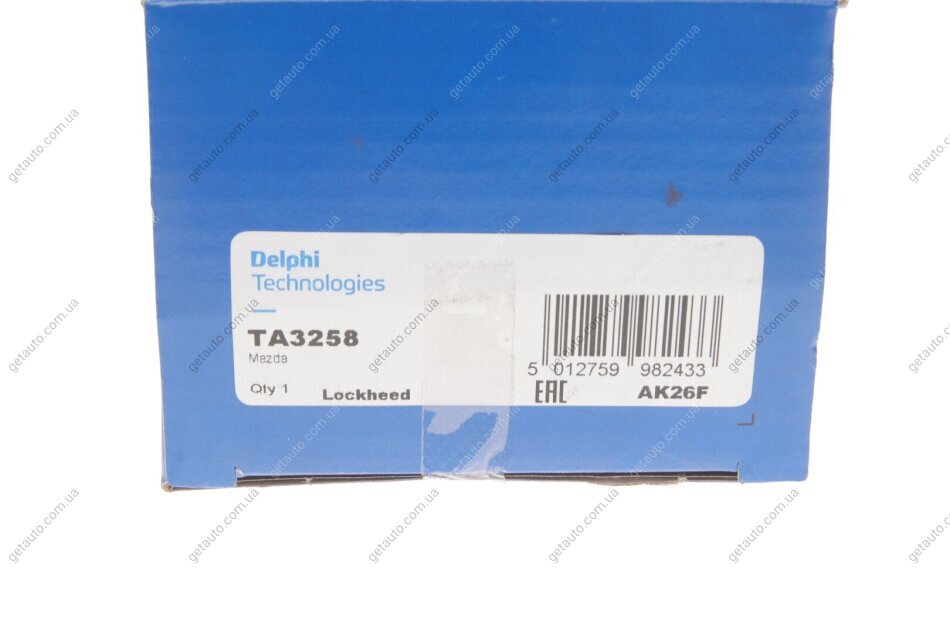 Delphi
Technologies
TA3258
Mazda
Qty 1
Lockheed
5 012759 982433
EAC
AK26F
getauto.com.ua